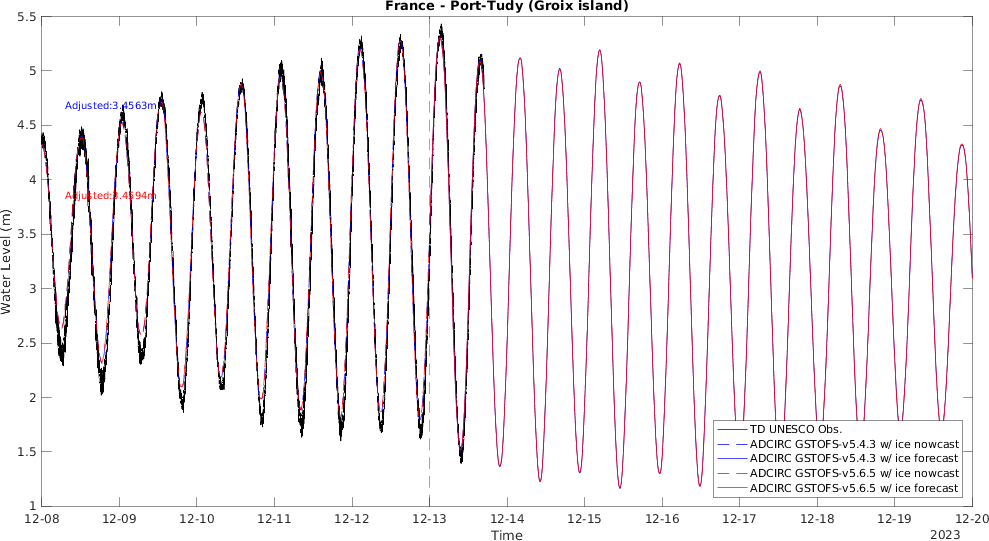 France - Port-Tudy (Groix island)
5.5
5
4.5
4
3.5
3
2.5
2
1.5
1
Water Level (m)
Adjusted:3.4563m
Adjusted:3.4594m
TD UNESCO Obs.
ADCIRC GSTOFS-v5.4.3 w/ ice nowcast
ADCIRC GSTOFS-v5.4.3 w/ ice forecast
ADCIRC GSTOFS-v5.6.5 w/ ice nowcast
ADCIRC GSTOFS-v5.6.5 w/ ice forecast
12-08 12-09 12-10 12-11 12-12 12-13 12-14 12-15 12-16 12-17 12-18 12-19 12-20
Time
2023